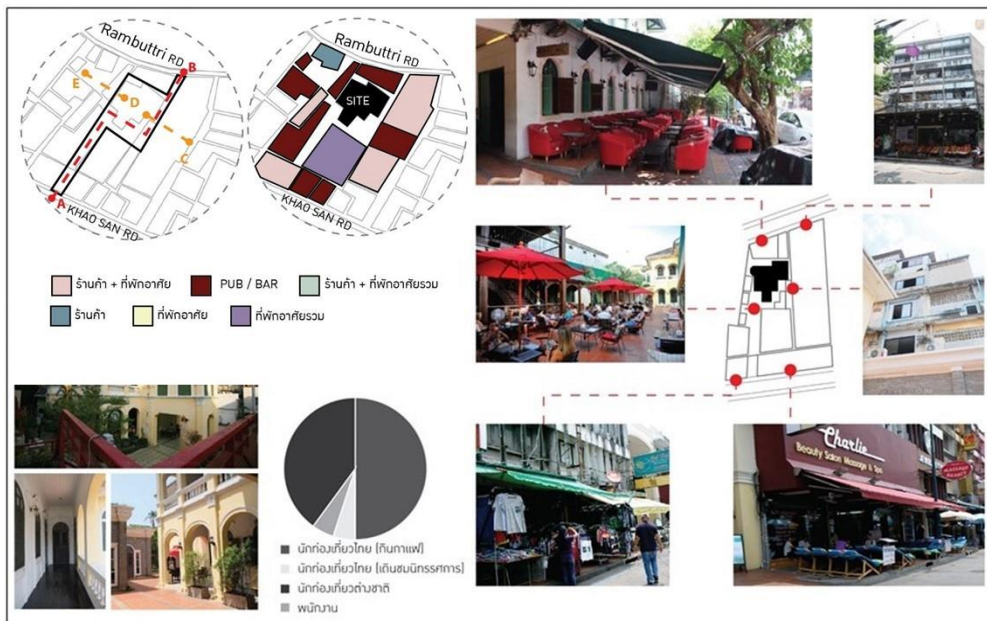 Rambuttri RD
B
E
D
C
A
KHAO SAN RD
Rambuttri RD
SITE
KHAO SAN RD
ร้านค้า + ที่พักอาศัย
PUB / BAR
ร้านค้า + ที่พักอาศัยรวม
ร้านค้า
ที่พักอาศัย
ที่พักอาศัยรวม
นักท่องเที่ยวไทย (กินกาแฟ)
นักท่องเที่ยวไทย (เดินชมนิทรรศการ)
นักท่องเที่ยวต่างชาติ
พนักงาน
Charlie
Beauty Salon Massage & Spa